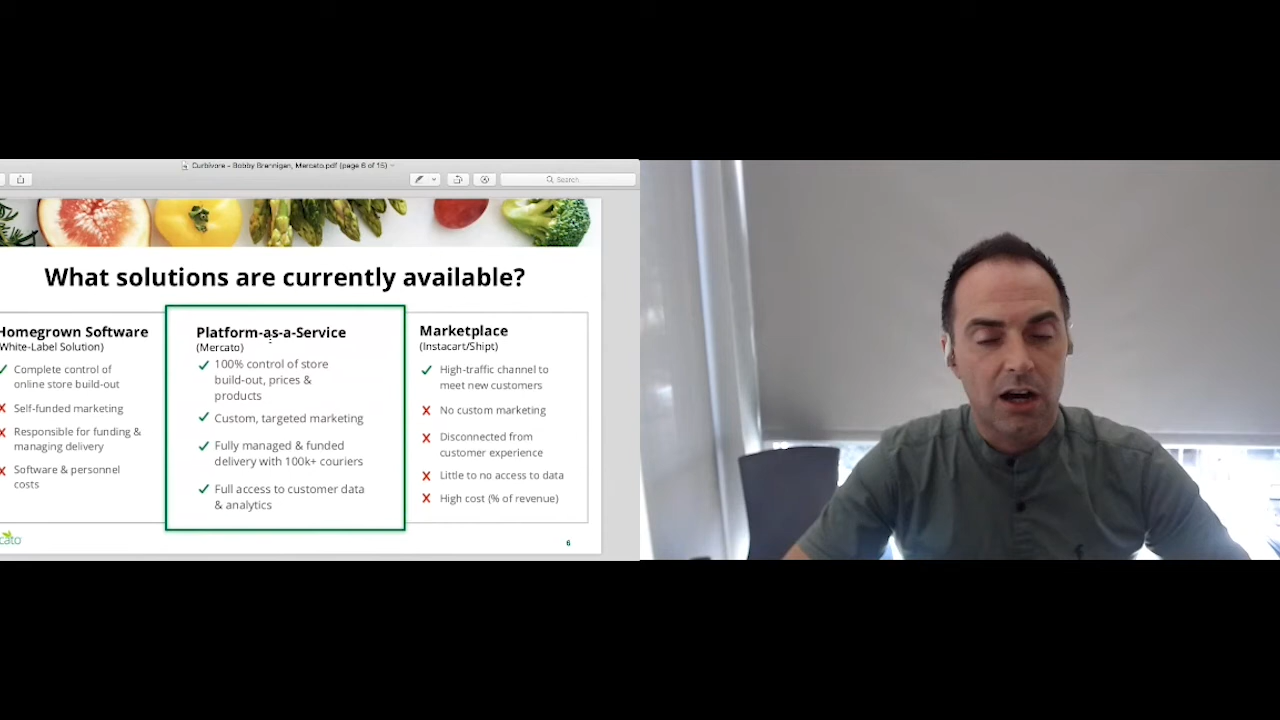 Curbivore - Bobby Brannigan, Mercato.pdf (page 6 of 15)
Search
What solutions are currently available?
Homegrown Software
White-Label Solution)
Complete control of
online store build-out
Self-funded marketing
Responsible for funding &
managing delivery
Software & personnel
costs
Platform-as-a-Service
(Mercato)
100% control of store
build-out, prices &
products
Custom, targeted marketing
Fully managed & funded
delivery with 100k+ couriers
Full access to customer data
& analytics
Marketplace
(Instacart/Shipt)
High-traffic channel to
meet new customers
No custom marketing
Disconnected from
customer experience
Little to no access to data
High cost (% of revenue)
cato
6